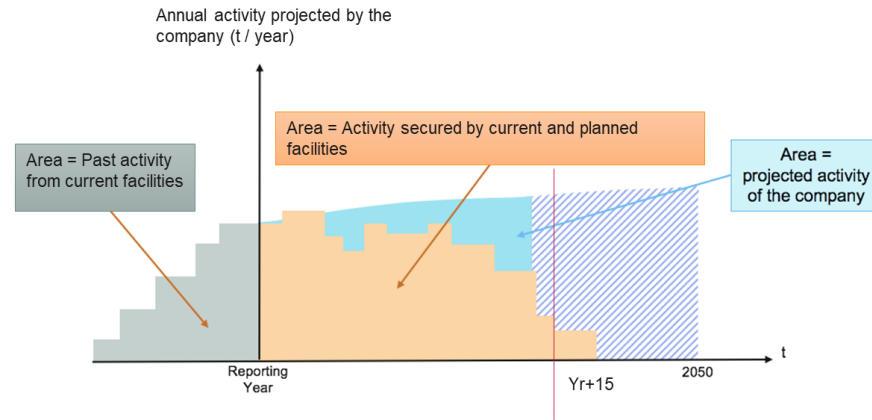 Annual activity projected by the
company (t / year)
Area = Activity secured by current and planned
facilities
Area = Past activity
from current facilities
Area =
projected activity
of the company
t
Reporting
Year
Yr+15
2050